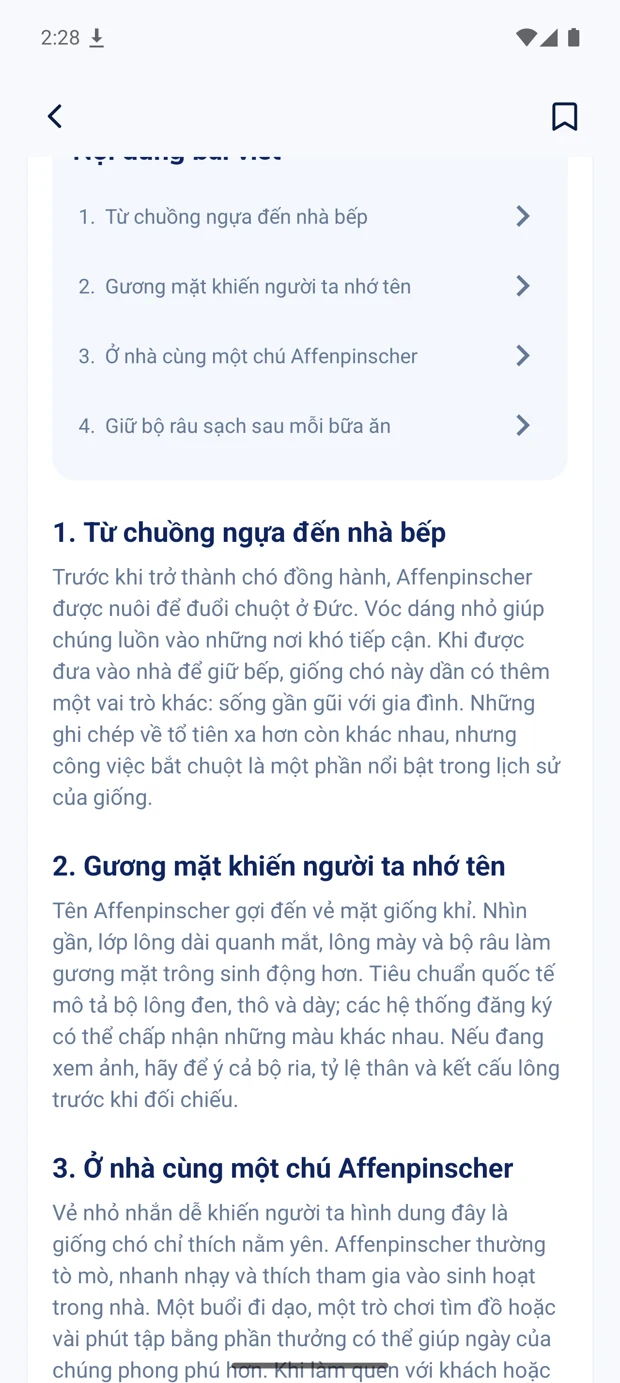 2:28
Nội dung bài viết
1. Từ chuồng ngựa đến nhà bếp
2. Gương mặt khiến người ta nhớ tên
3. Ở nhà cùng một chú Affenpinscher
4. Giữ bộ râu sạch sau mỗi bữa ăn
1. Từ chuồng ngựa đến nhà bếp
Trước khi trở thành chó đồng hành, Affenpinscher
được nuôi để đuổi chuột ở Đức. Vóc dáng nhỏ giúp
chúng luồn vào những nơi khó tiếp cận. Khi được
đưa vào nhà để giữ bếp, giống chó này dần có thêm
một vai trò khác: sống gần gũi với gia đình. Những
ghi chép về tổ tiên xa hơn còn khác nhau, nhưng
công việc bắt chuột là một phần nổi bật trong lịch sử
của giống.
2. Gương mặt khiến người ta nhớ tên
Tên Affenpinscher gợi đến vẻ mặt giống khỉ. Nhìn
gần, lớp lông dài quanh mắt, lông mày và bộ râu làm
gương mặt trông sinh động hơn. Tiêu chuẩn quốc tế
mô tả bộ lông đen, thô và dày; các hệ thống đăng ký
có thể chấp nhận những màu khác nhau. Nếu đang
xem ảnh, hãy để ý cả bộ ria, tỷ lệ thân và kết cấu lông
trước khi đối chiếu.
3. Ở nhà cùng một chú Affenpinscher
Vẻ nhỏ nhắn dễ khiến người ta hình dung đây là
giống chó chỉ thích nằm yên. Affenpinscher thường
tò mò, nhanh nhạy và thích tham gia vào sinh hoạt
trong nhà. Một buổi đi dạo, một trò chơi tìm đồ hoặc
vài phút tập bằng phần thưởng có thể giúp ngày của
chúng phong phú hơn. Khi làm quen với khách hoặc